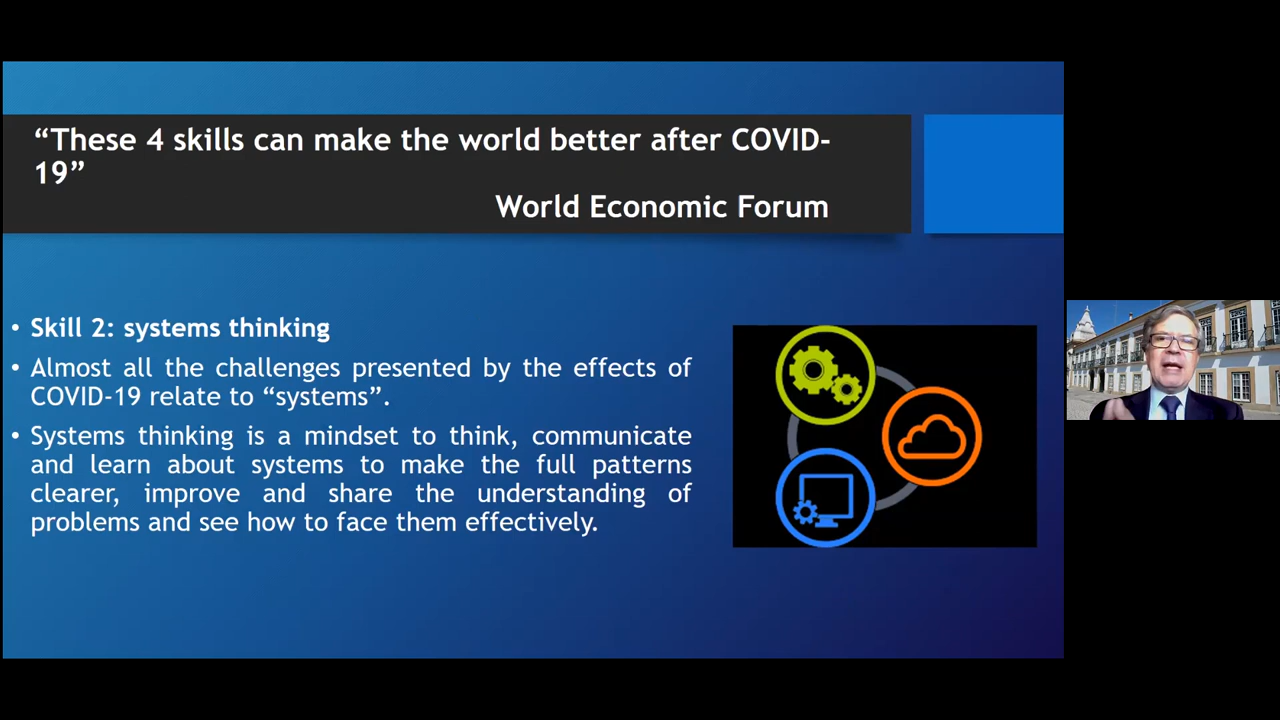 “These 4 skills can make the world better after COVID-
19”
World Economic Forum
• Skill 2: systems thinking
• Almost all the challenges presented by the effects of
COVID-19 relate to “systems”.
• Systems thinking is a mindset to think, communicate
and learn about systems to make the full patterns
clearer, improve and share the understanding of
problems and see how to face them effectively.